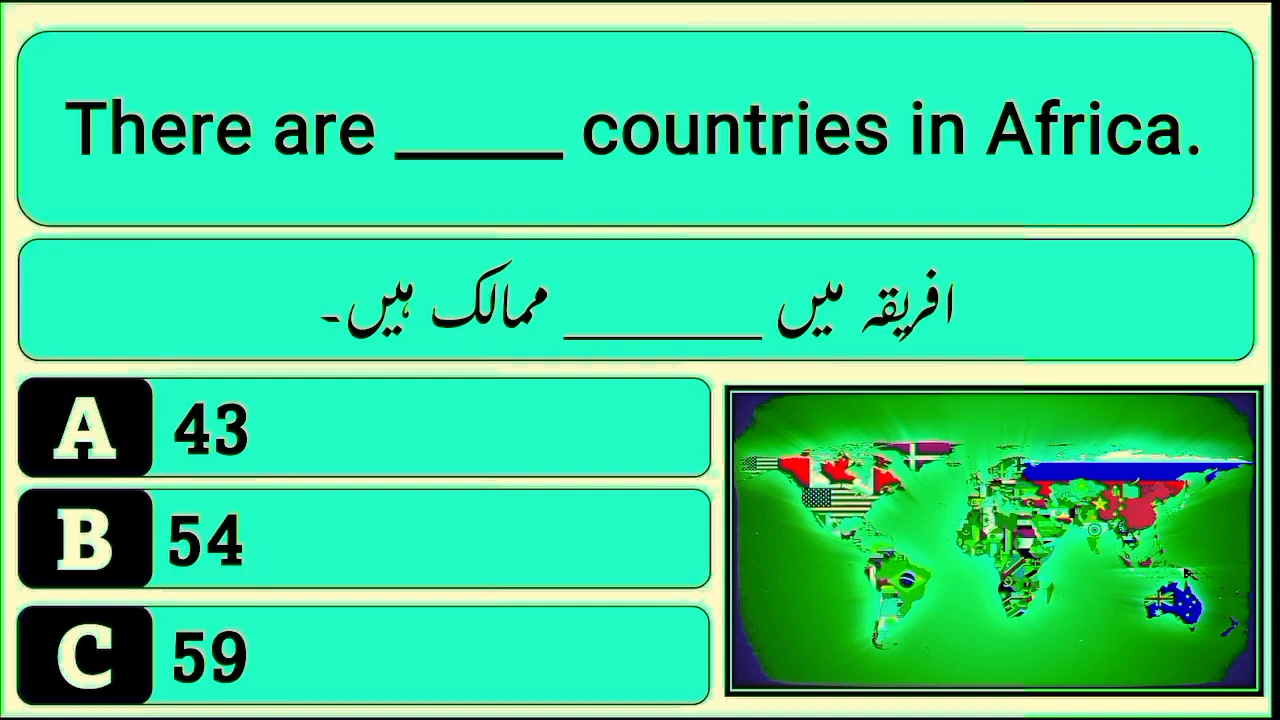 There are _____ countries in Africa.
افریقہ میں ________ ممالک ہیں۔
A 43
B 54
C 59